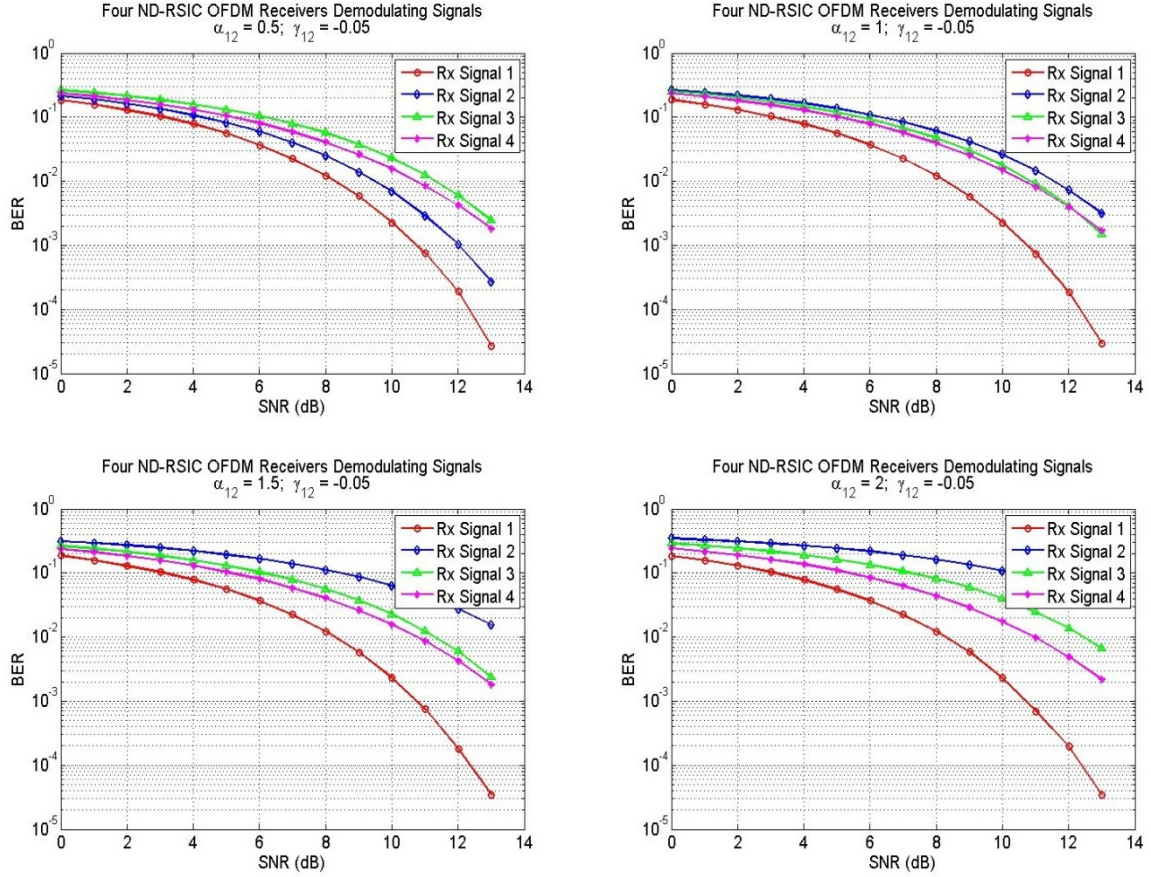 Four ND-RSIC OFDM Receivers Demodulating Signals
α12 = 0.5; γ12 = -0.05
10^0
10^-1
10^-2
10^-3
10^-4
10^-5
BER
Rx Signal 1
Rx Signal 2
Rx Signal 3
Rx Signal 4
0 2 4 6 8 10 12 14
SNR (dB)
Four ND-RSIC OFDM Receivers Demodulating Signals
α12 = 1; γ12 = -0.05
10^0
10^-1
10^-2
10^-3
10^-4
10^-5
BER
Rx Signal 1
Rx Signal 2
Rx Signal 3
Rx Signal 4
0 2 4 6 8 10 12 14
SNR (dB)
Four ND-RSIC OFDM Receivers Demodulating Signals
α12 = 1.5; γ12 = -0.05
10^0
10^-1
10^-2
10^-3
10^-4
10^-5
BER
Rx Signal 1
Rx Signal 2
Rx Signal 3
Rx Signal 4
0 2 4 6 8 10 12 14
SNR (dB)
Four ND-RSIC OFDM Receivers Demodulating Signals
α12 = 2; γ12 = -0.05
10^0
10^-1
10^-2
10^-3
10^-4
10^-5
BER
Rx Signal 1
Rx Signal 2
Rx Signal 3
Rx Signal 4
0 2 4 6 8 10 12 14
SNR (dB)